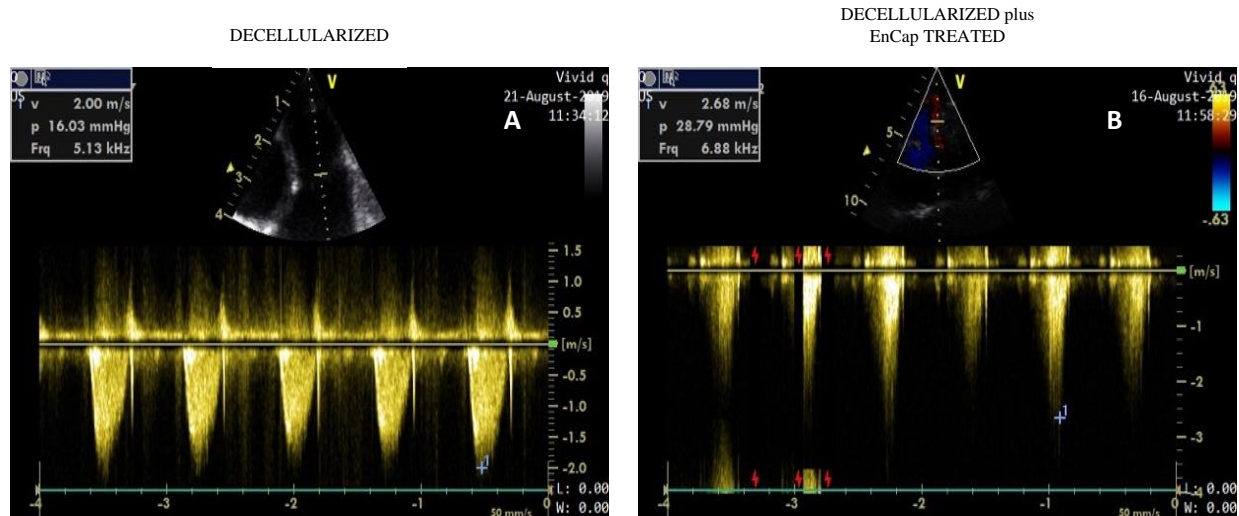 DECELLULARIZED
V
Vivid q
21-August-2019
11:34:12
A
v 2.00 m/s
p 16.03 mmHg
Frq 5.13 kHz
1
2
3
4
1.5
1.0
0.5
[m/s]
-0.5
-1.0
-1.5
-2.0
1
L: 0.00
W: 0.00
-4
-3
-2
-1
0
50 mm/s
DECELLULARIZED plus
EnCap TREATED
V
Vivid q
16-August-2019
11:58:29
B
v 2.68 m/s
p 28.79 mmHg
Frq 6.88 kHz
5
10
.63
-.63
[m/s]
-1
-2
-3
-4
1
L: 0.00
W: 0.00
-4
-3
-2
-1
0
50 mm/s